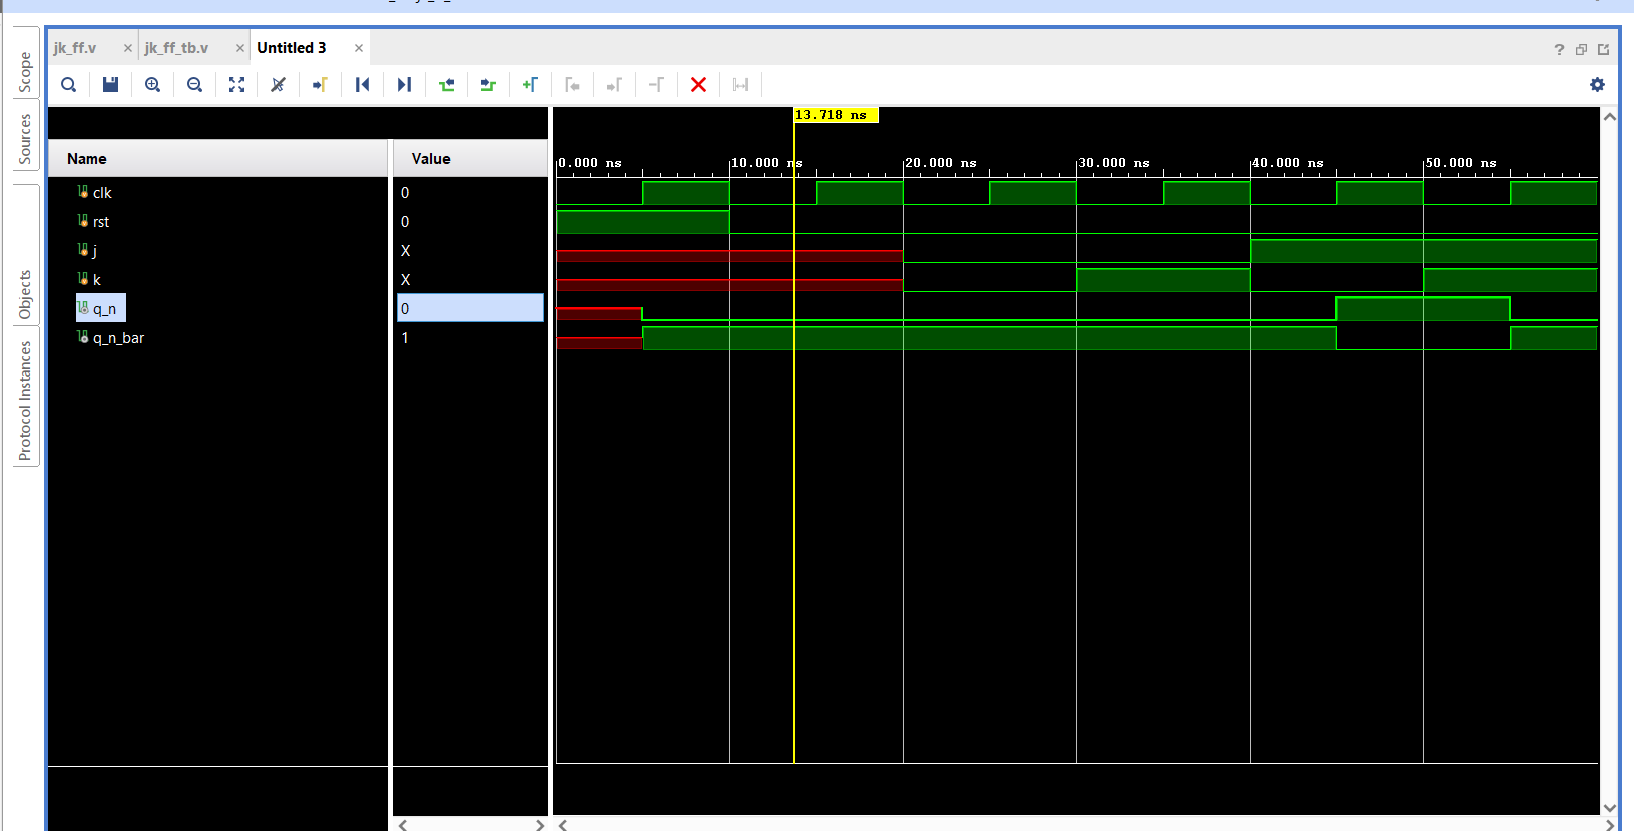 Scope
Sources
Objects
Protocol Instances
jk_ff.v × jk_ff_tb.v × Untitled 3 ×
?
13.718 ns
Name Value
0.000 ns 10.000 ns 20.000 ns 30.000 ns 40.000 ns 50.000 ns
clk 0
rst 0
j X
k X
q_n 0
q_n_bar 1